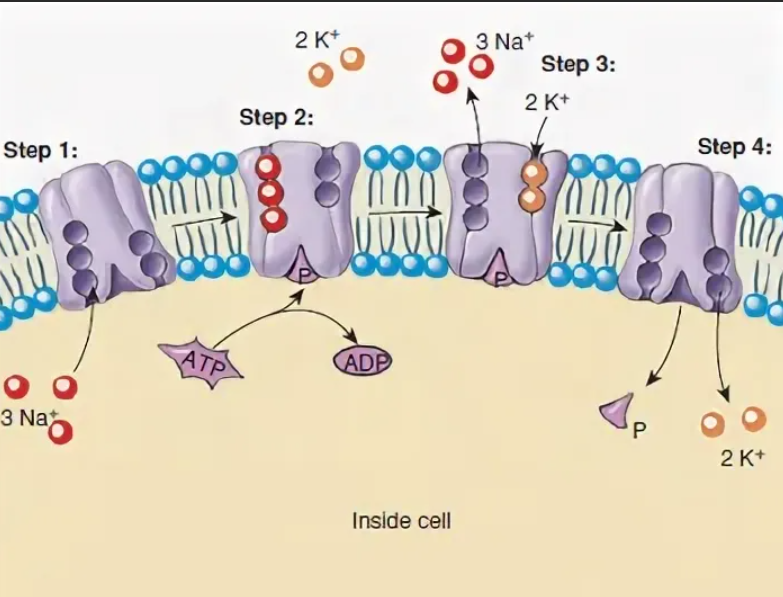 Step 1:
3 Na⁺
Step 2:
2 K⁺
P
ATP
ADP
Step 3:
3 Na⁺
2 K⁺
P
Step 4:
P
2 K⁺
Inside cell